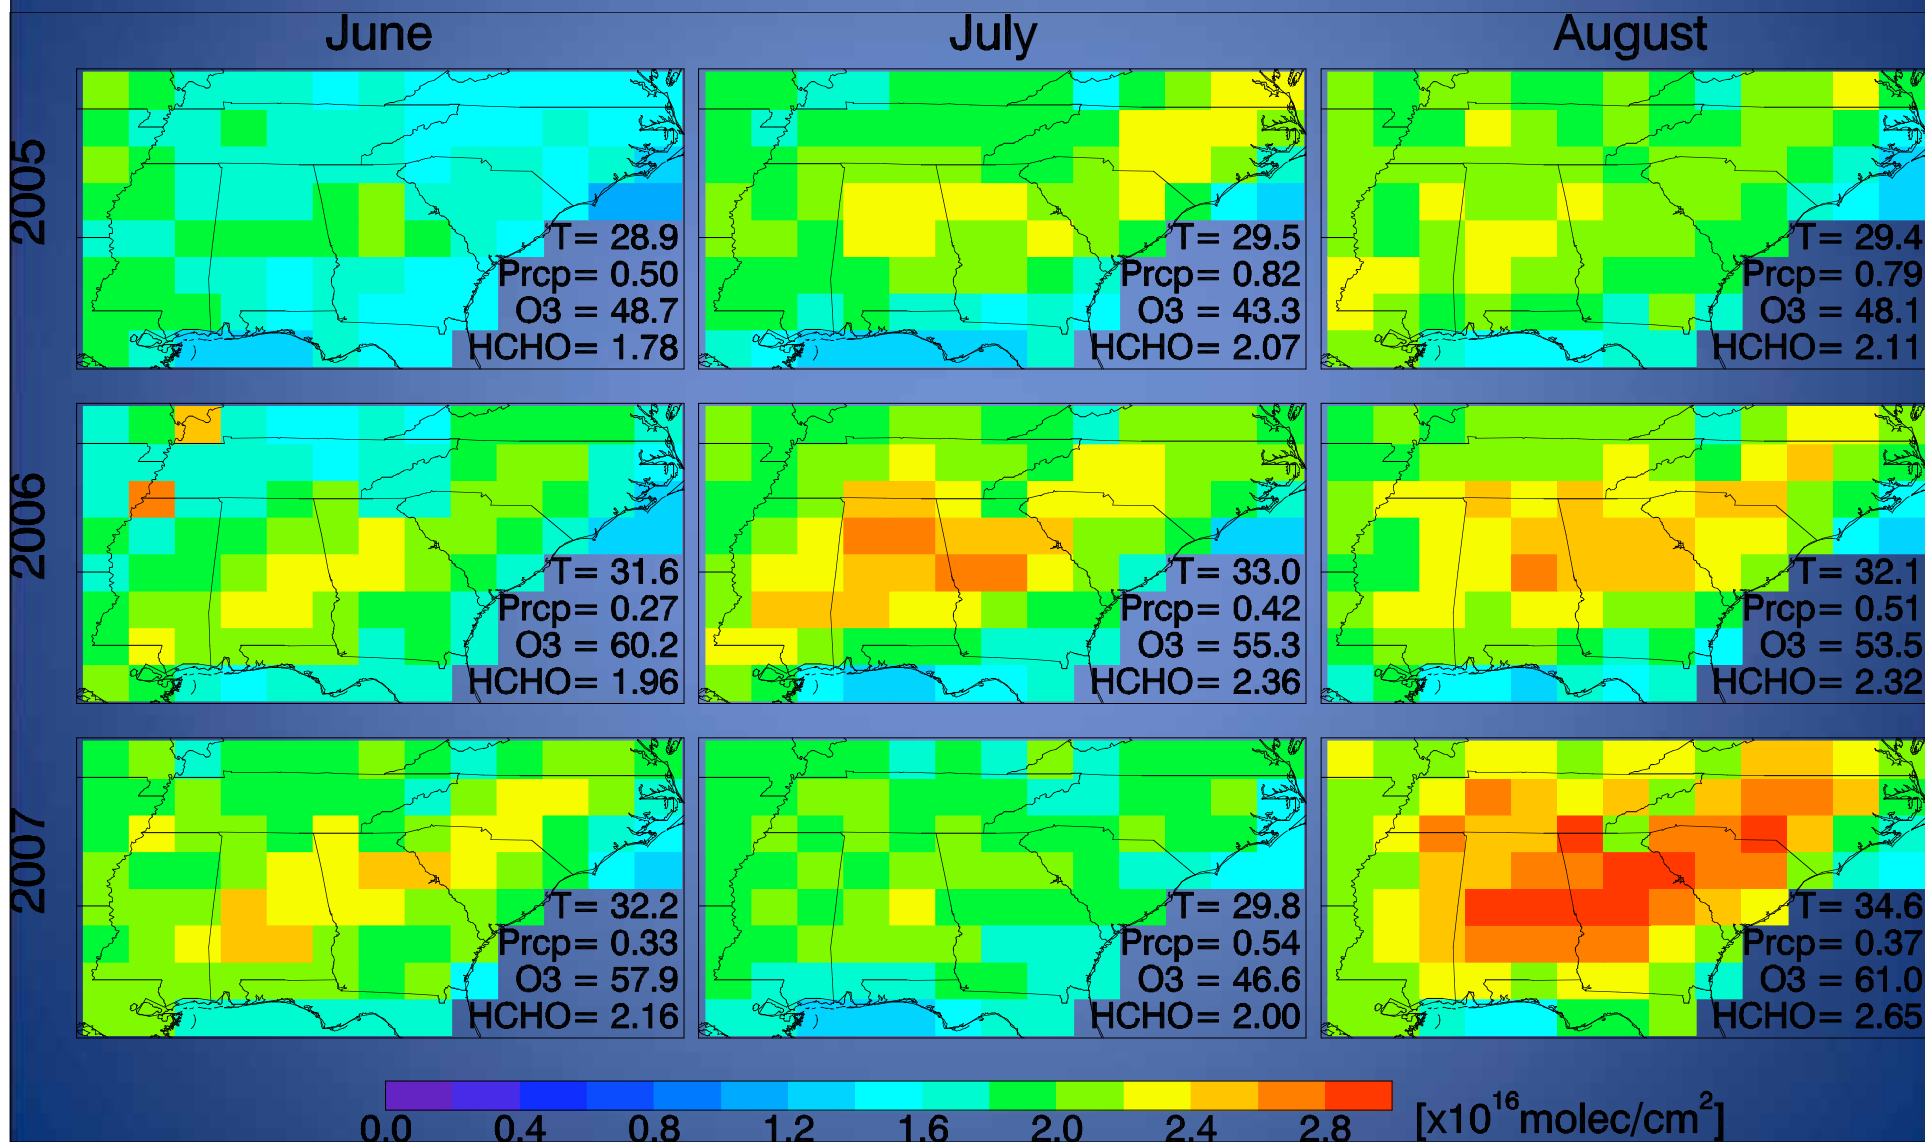 June July August
2005
T= 28.9
Prcp= 0.50
O3 = 48.7
HCHO= 1.78
T= 29.5
Prcp= 0.82
O3 = 43.3
HCHO= 2.07
T= 29.4
Prcp= 0.79
O3 = 48.1
HCHO= 2.11
2006
T= 31.6
Prcp= 0.27
O3 = 60.2
HCHO= 1.96
T= 33.0
Prcp= 0.42
O3 = 55.3
HCHO= 2.36
T= 32.1
Prcp= 0.51
O3 = 53.5
HCHO= 2.32
2007
T= 32.2
Prcp= 0.33
O3 = 57.9
HCHO= 2.16
T= 29.8
Prcp= 0.54
O3 = 46.6
HCHO= 2.00
T= 34.6
Prcp= 0.37
O3 = 61.0
HCHO= 2.65
0.0 0.4 0.8 1.2 1.6 2.0 2.4 2.8 [x10¹⁶molec/cm²]